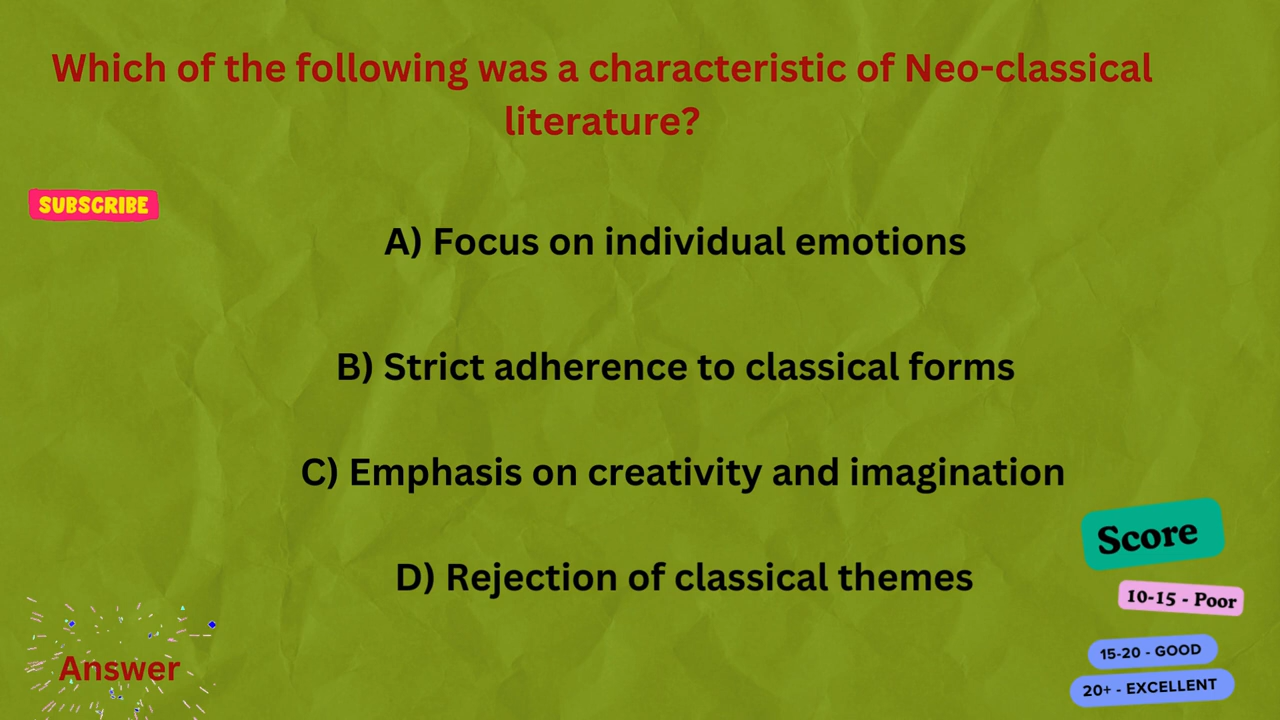 Which of the following was a characteristic of Neo-classical
literature?
SUBSCRIBE
A) Focus on individual emotions
B) Strict adherence to classical forms
C) Emphasis on creativity and imagination
D) Rejection of classical themes
Score
10-15 - Poor
15-20 - GOOD
20+ - EXCELLENT
Answer